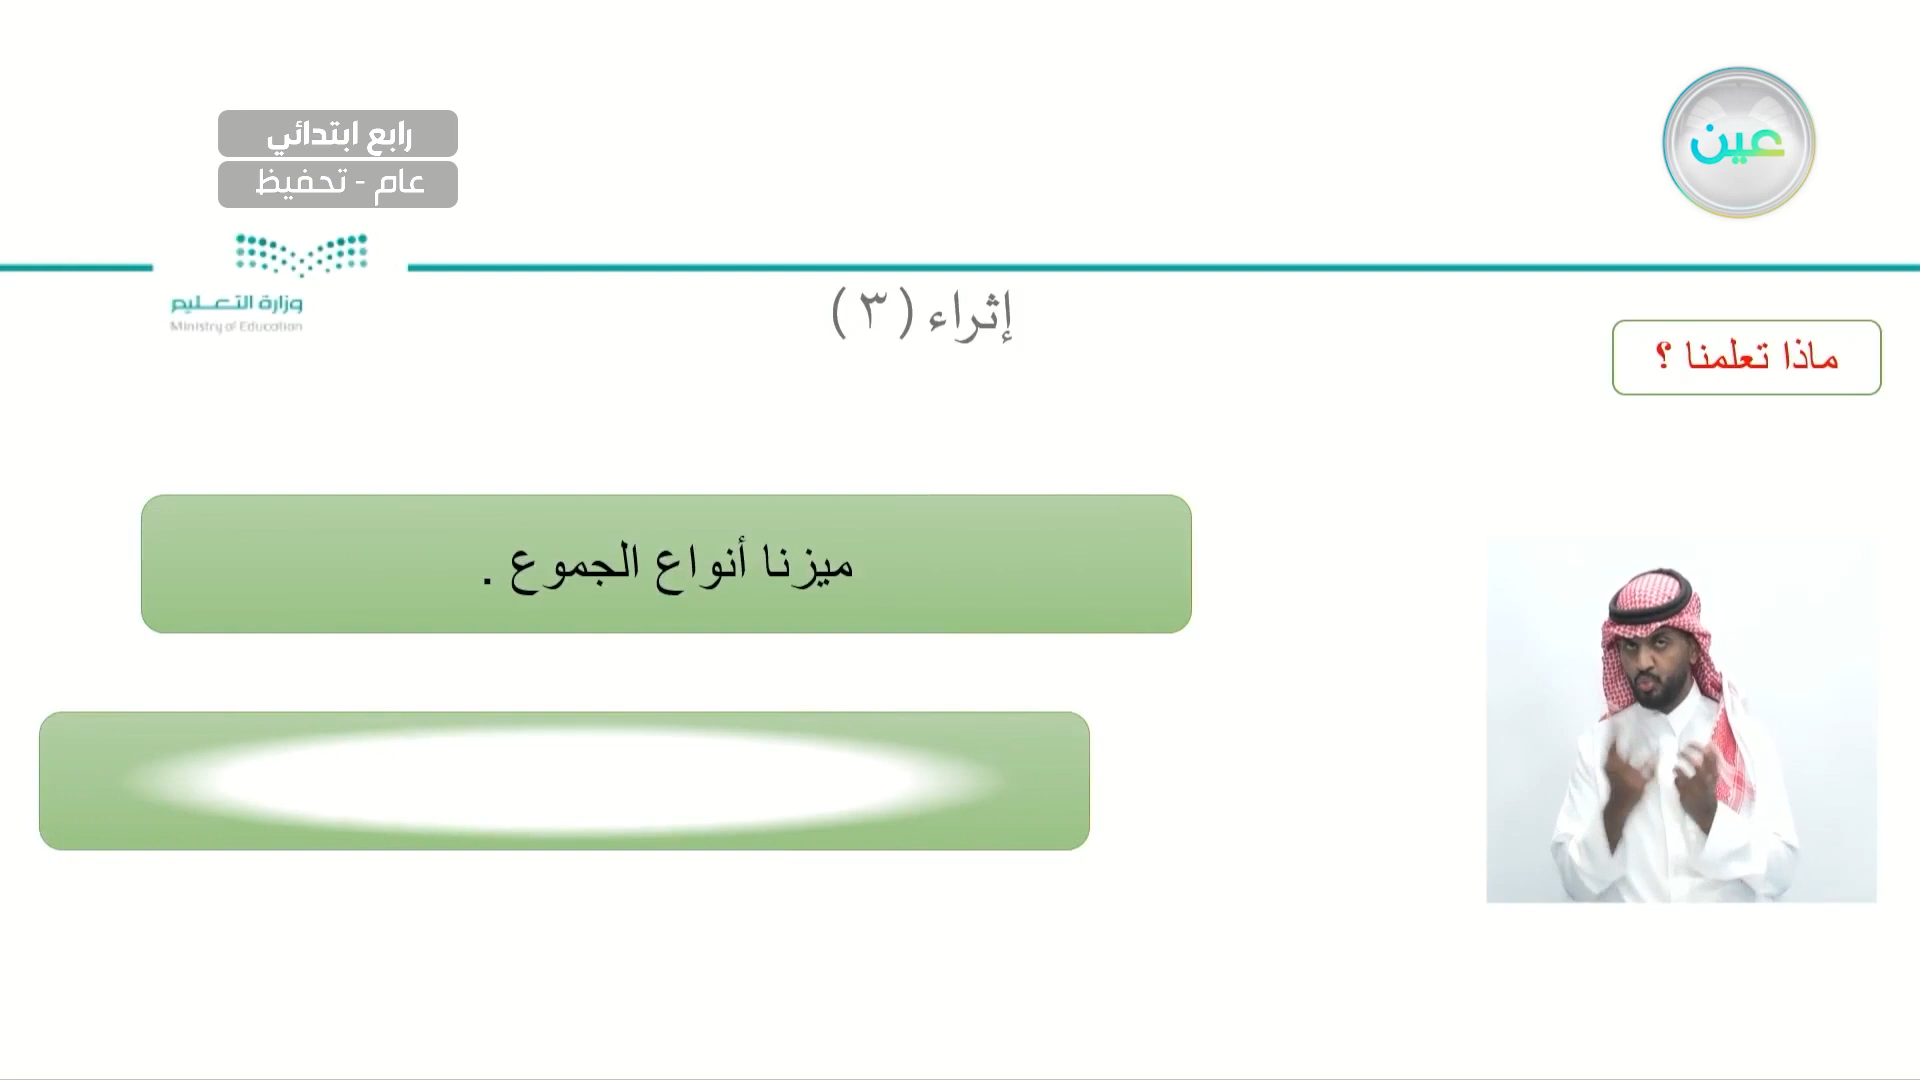 رابع ابتدائي
عام - تحفيظ
عين
وزارة التعليم
Ministry of Education
إثراء (٣)
ماذا تعلمنا ؟
ميزنا أنواع الجموع .